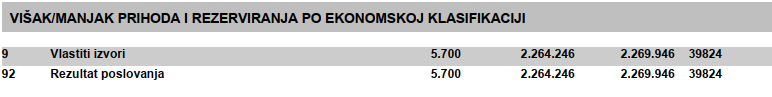 VIŠAK/MANJAK PRIHODA I REZERVIRANJA PO EKONOMSKOJ KLASIFIKACIJI
9 Vlastiti izvori 5.700 2.264.246 2.269.946 39824
92 Rezultat poslovanja 5.700 2.264.246 2.269.946 39824